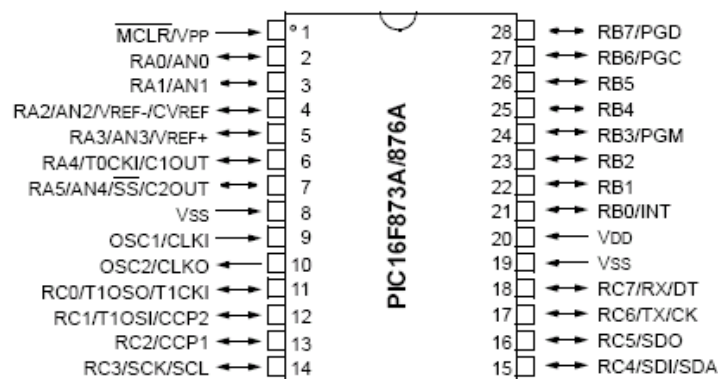 MCLR/VPP 1 28 RB7/PGD
RA0/AN0 2 27 RB6/PGC
RA1/AN1 3 26 RB5
RA2/AN2/VREF-/CVREF 4 25 RB4
RA3/AN3/VREF+ 5 24 RB3/PGM
RA4/T0CKI/C1OUT 6 23 RB2
RA5/AN4/SS/C2OUT 7 22 RB1
VSS 8 21 RB0/INT
OSC1/CLKI 9 20 VDD
OSC2/CLKO 10 19 VSS
RC0/T1OSO/T1CKI 11 18 RC7/RX/DT
RC1/T1OSI/CCP2 12 17 RC6/TX/CK
RC2/CCP1 13 16 RC5/SDO
RC3/SCK/SCL 14 15 RC4/SDI/SDA
PIC16F873A/876A